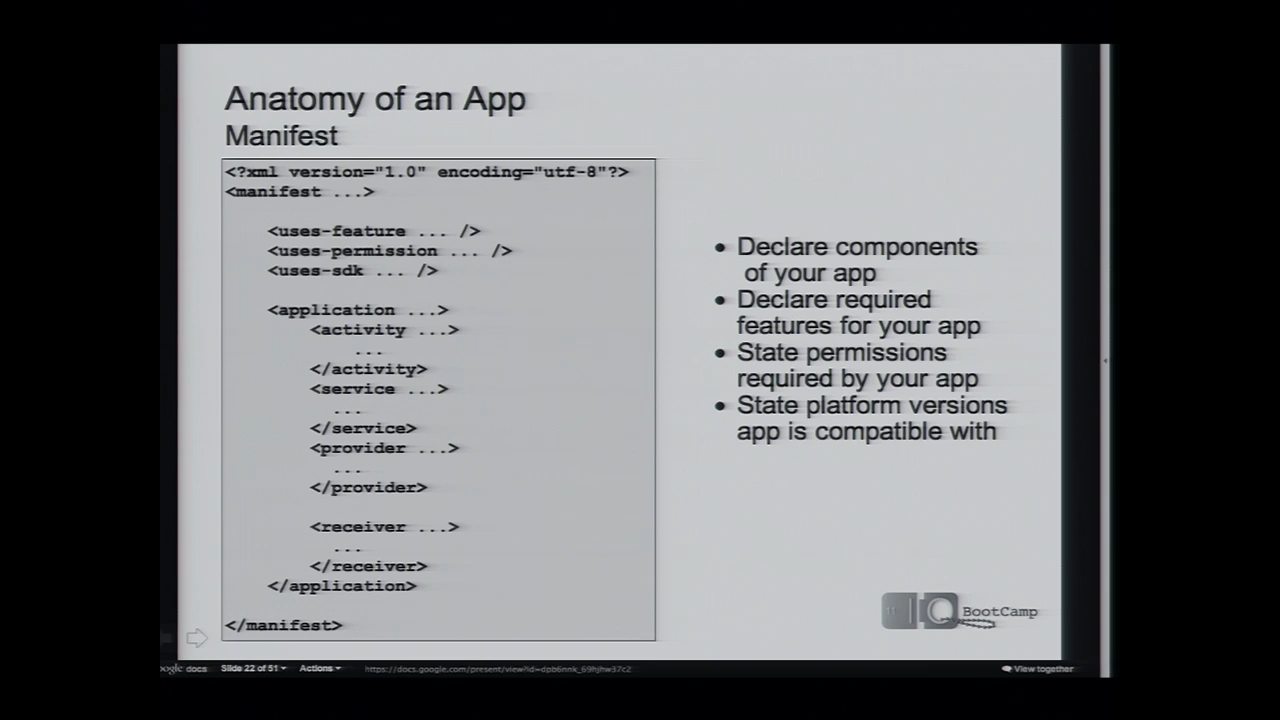 Anatomy of an App
Manifest
<?xml version="1.0" encoding="utf-8"?>
<manifest ...>
<uses-feature ... />
<uses-permission ... />
<uses-sdk ... />
<application ...>
<activity ...>
...
</activity>
<service ...>
...
</service>
<provider ...>
...
</provider>
<receiver ...>
...
</receiver>
</application>
</manifest>
• Declare components
of your app
• Declare required
features for your app
• State permissions
required by your app
• State platform versions
app is compatible with
BootCamp
docs
Slide 22 of 51
Actions
View together